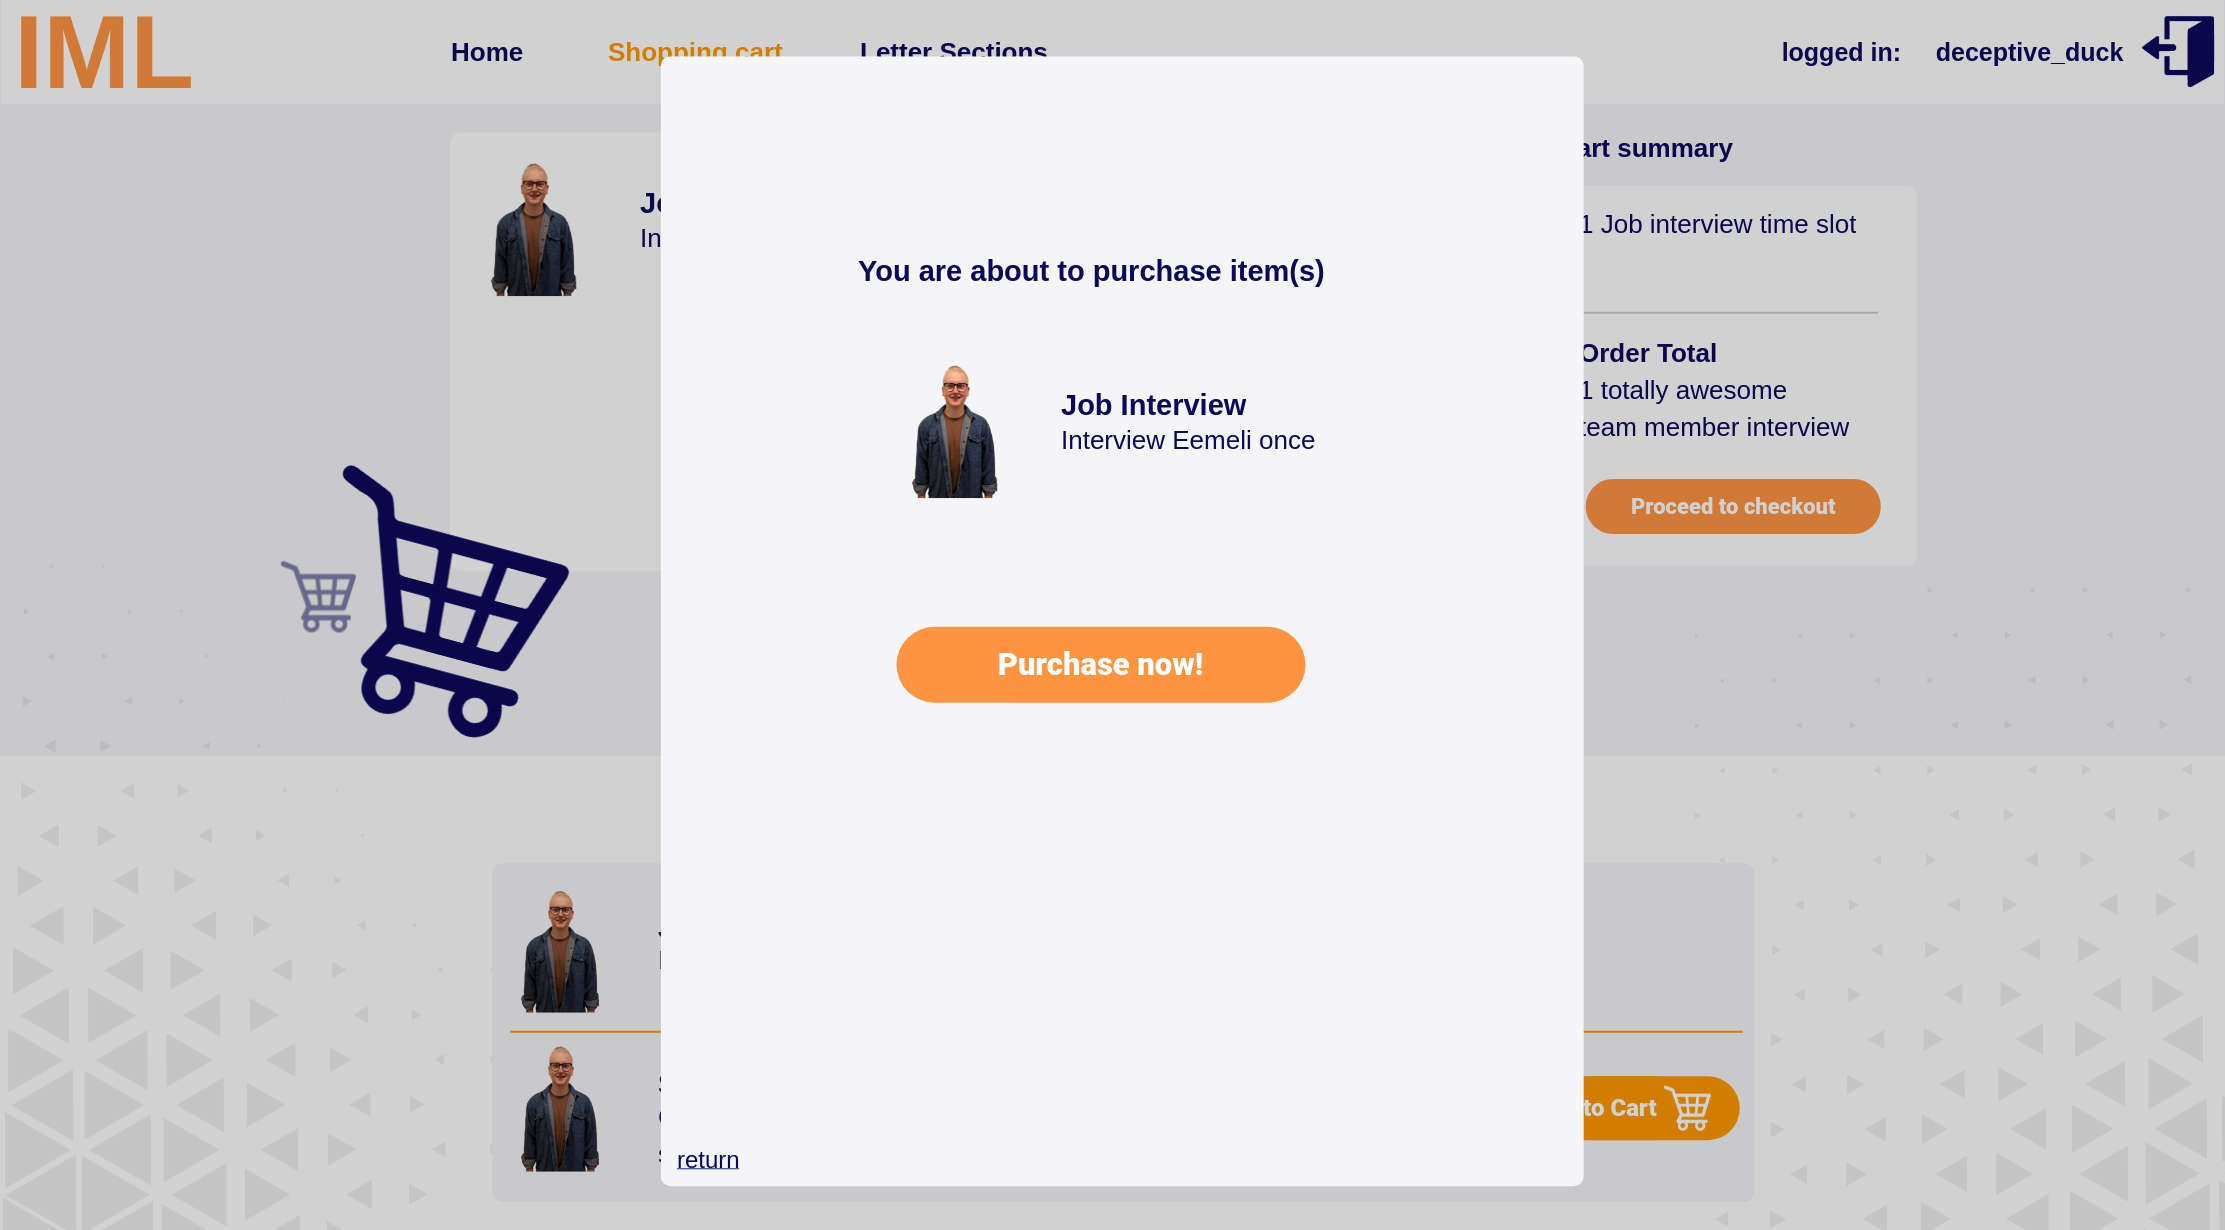 IML
Home
Shopping cart
Letter Sections
logged in: deceptive_duck
art summary
1 Job interview time slot
Order Total
1 totally awesome
team member interview
Proceed to checkout
You are about to purchase item(s)
Job Interview
Interview Eemeli once
Purchase now!
to Cart
return